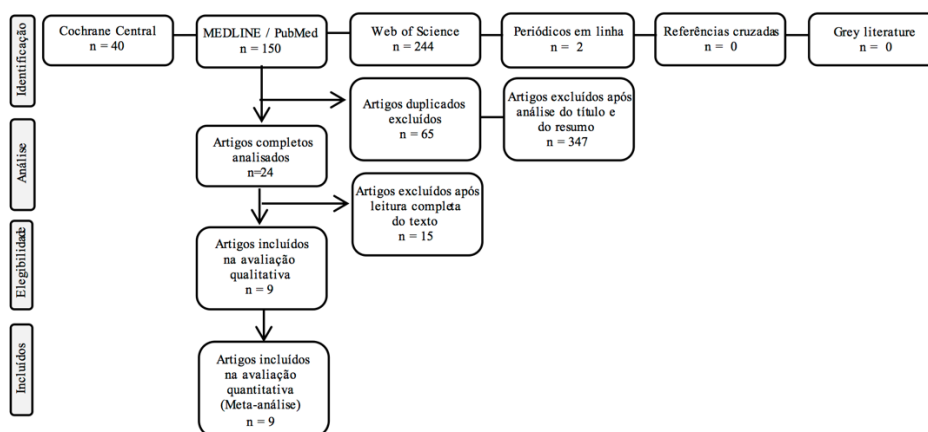 Identificação
Cochrane Central
n = 40
MEDLINE / PubMed
n = 150
Web of Science
n = 244
Periódicos em linha
n = 2
Referências cruzadas
n = 0
Grey literature
n = 0
Artigos duplicados
excluídos
n = 65
Artigos excluídos após
análise do título e
do resumo
n = 347
Análise
Artigos completos
analisados
n=24
Artigos excluídos após
leitura completa
do texto
n = 15
Elegibilidade
Artigos incluídos
na avaliação
qualitativa
n = 9
Incluídos
Artigos incluídos
na avaliação
quantitativa
(Meta-análise)
n = 9